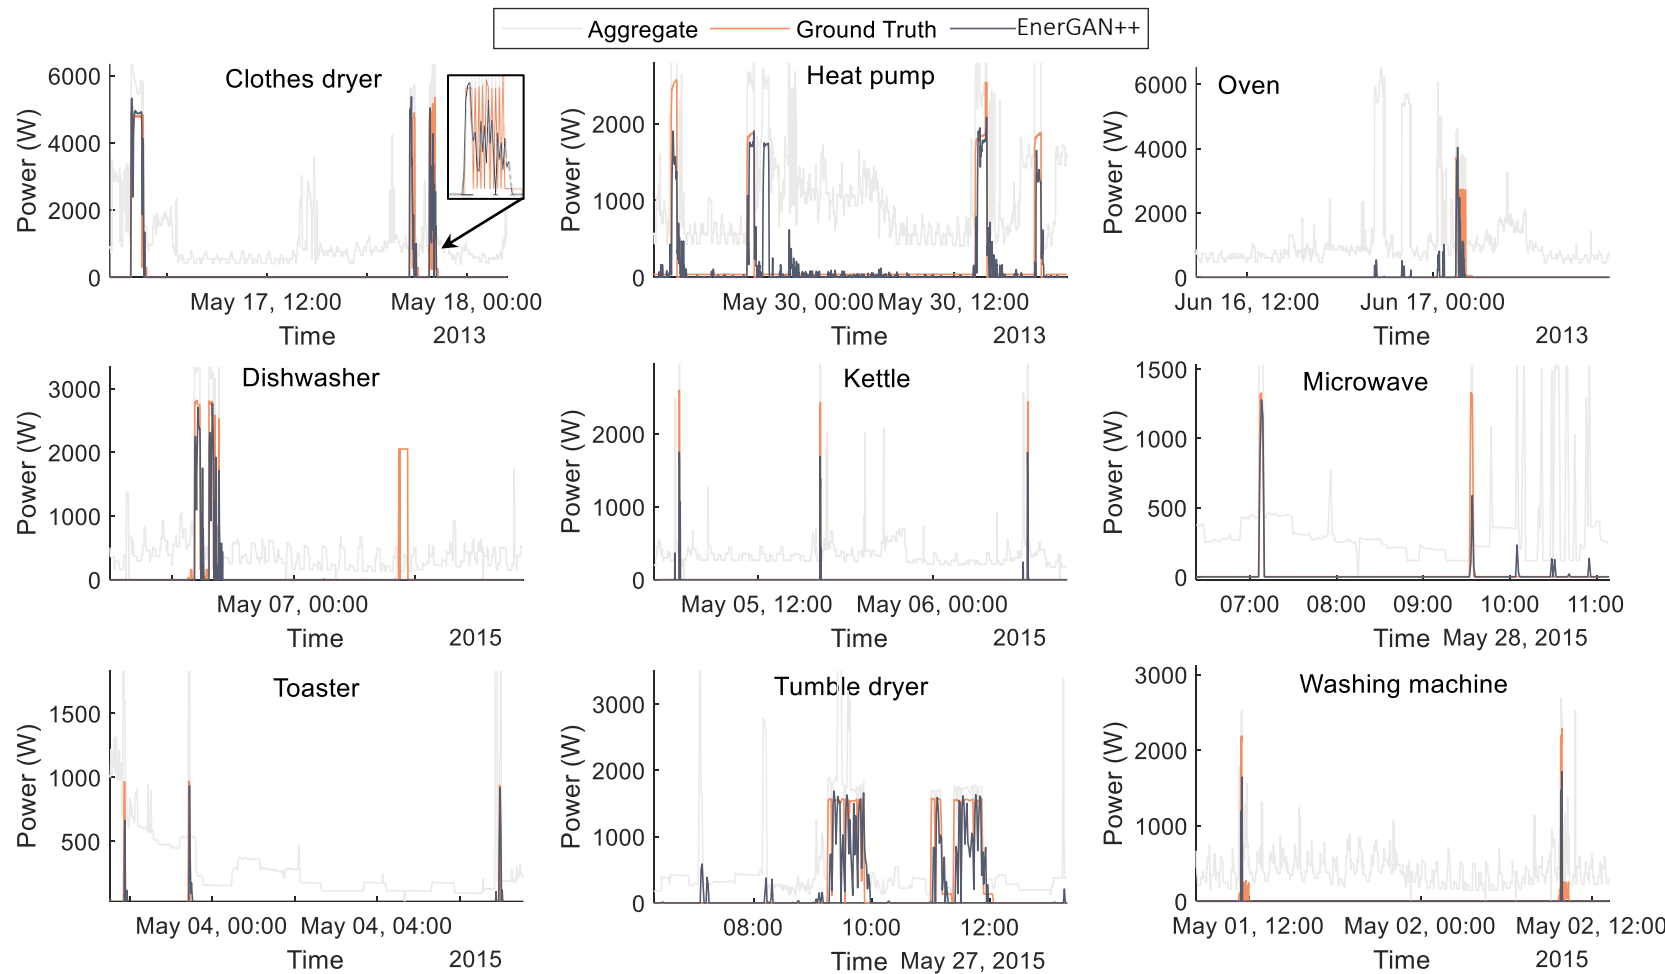 Aggregate Ground Truth EnerGAN++
Clothes dryer
Power (W)
6000
4000
2000
0
May 17, 12:00 May 18, 00:00
Time 2013
Heat pump
Power (W)
2000
1000
0
May 30, 00:00 May 30, 12:00
Time 2013
Oven
Power (W)
6000
4000
2000
0
Jun 16, 12:00 Jun 17, 00:00
Time 2013
Dishwasher
Power (W)
3000
2000
1000
0
May 07, 00:00
Time 2015
Kettle
Power (W)
2000
1000
0
May 05, 12:00 May 06, 00:00
Time 2015
Microwave
Power (W)
1500
1000
500
0
07:00 08:00 09:00 10:00 11:00
Time May 28, 2015
Toaster
Power (W)
1500
1000
500
May 04, 00:00 May 04, 04:00
Time 2015
Tumble dryer
Power (W)
3000
2000
1000
0
08:00 10:00 12:00
Time May 27, 2015
Washing machine
Power (W)
3000
2000
1000
0
May 01, 12:00 May 02, 00:00 May 02, 12:00
Time 2015